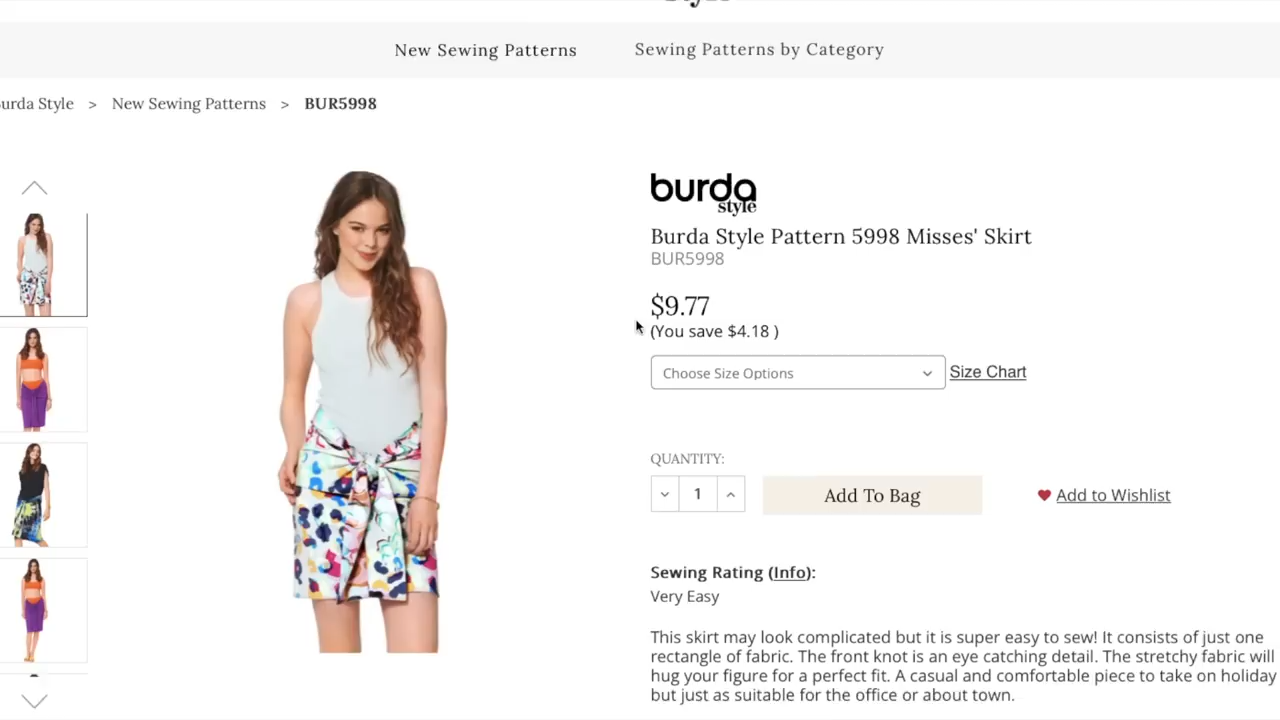 New Sewing Patterns
Sewing Patterns by Category
urda Style > New Sewing Patterns > BUR5998
burda
style
Burda Style Pattern 5998 Misses' Skirt
BUR5998
$9.77
(You save $4.18 )
Choose Size Options
Size Chart
QUANTITY:
1
Add To Bag
Add to Wishlist
Sewing Rating (Info):
Very Easy
This skirt may look complicated but it is super easy to sew! It consists of just one
rectangle of fabric. The front knot is an eye catching detail. The stretchy fabric will
hug your figure for a perfect fit. A casual and comfortable piece to take on holiday
but just as suitable for the office or about town.